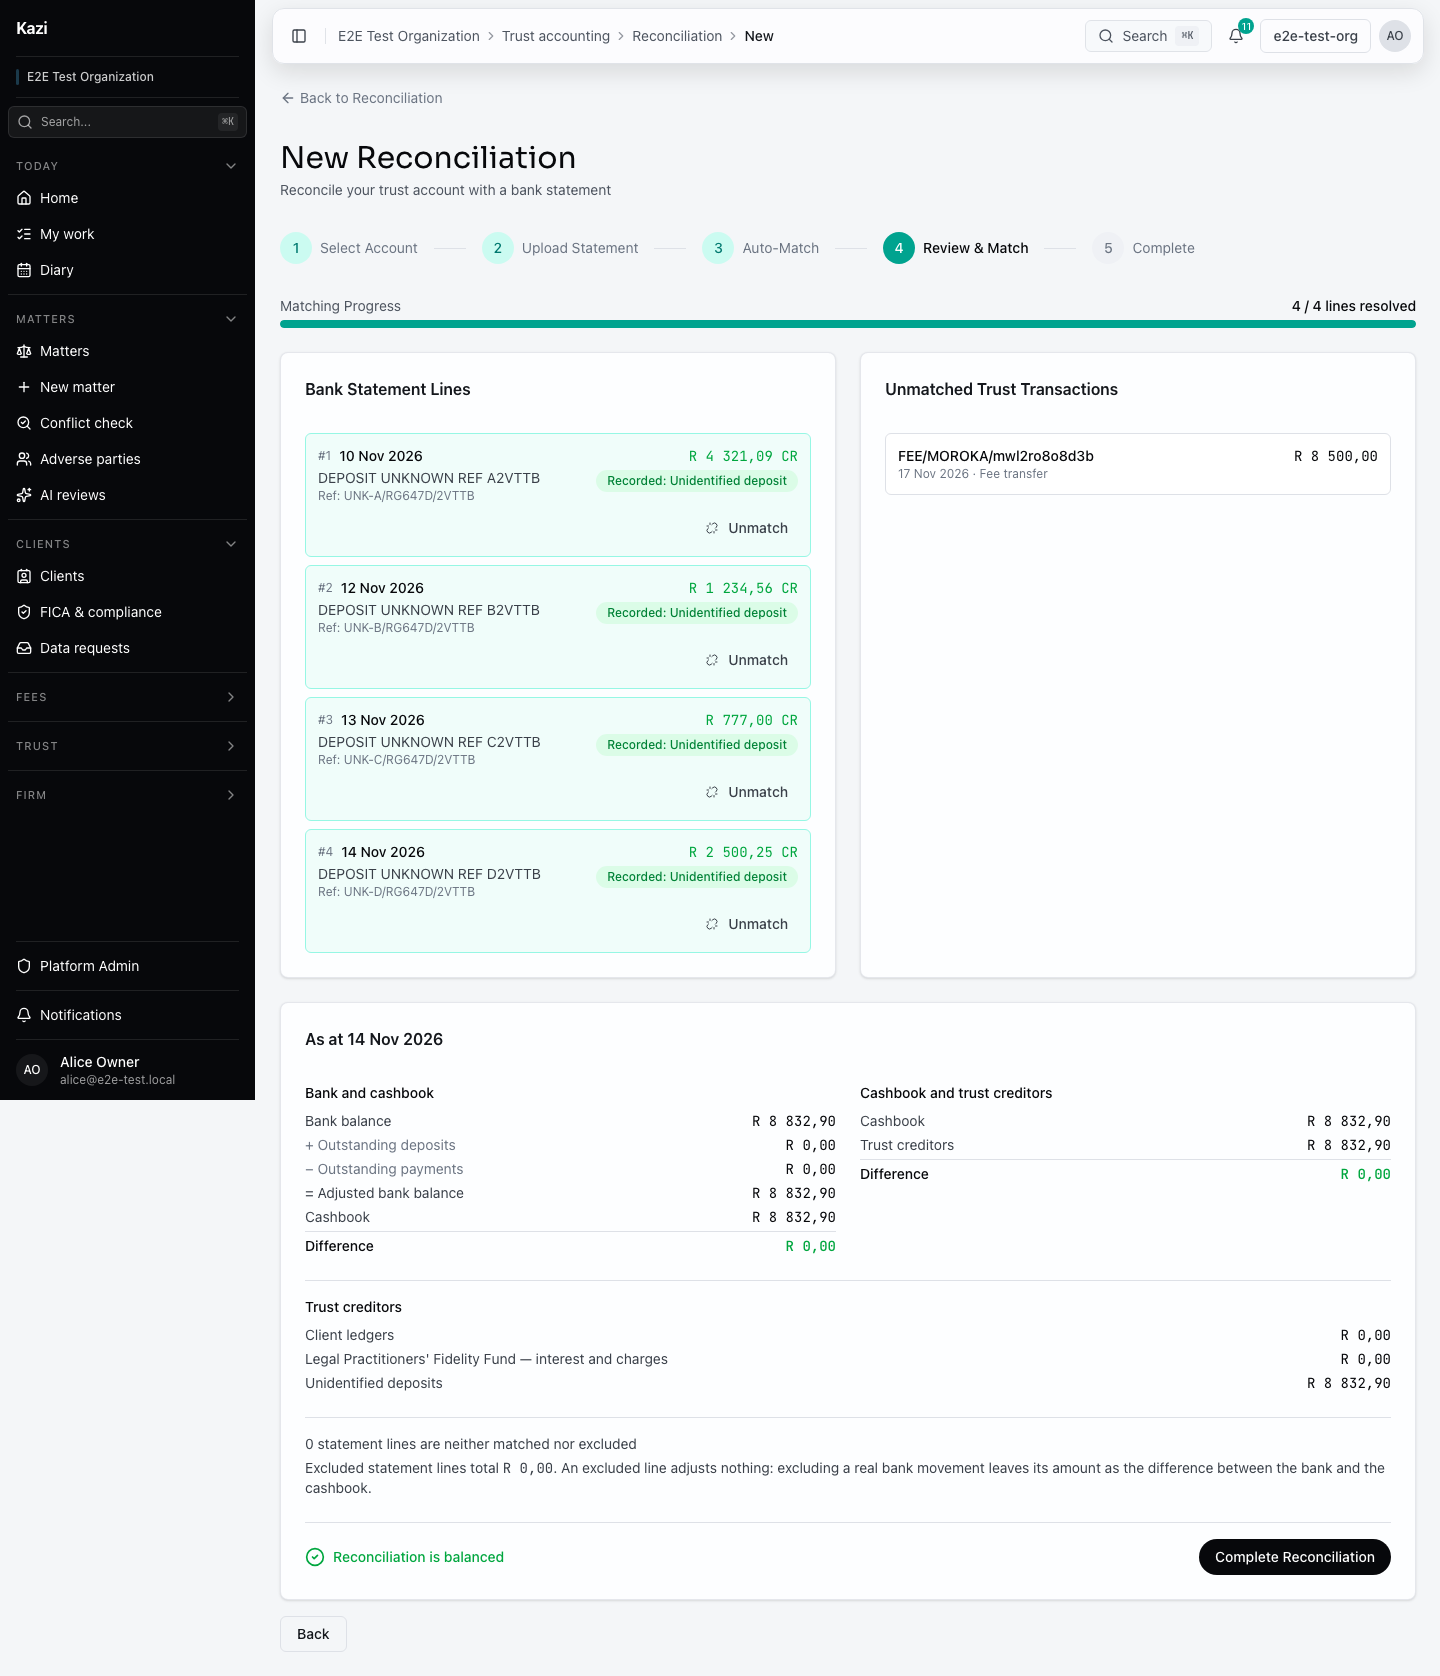 Kazi
E2E Test Organization
Search... ⌘K
TODAY
Home
My work
Diary
MATTERS
Matters
New matter
Conflict check
Adverse parties
AI reviews
CLIENTS
Clients
FICA & compliance
Data requests
FEES
TRUST
FIRM
Platform Admin
Notifications
AO
Alice Owner
alice@e2e-test.local
E2E Test Organization > Trust accounting > Reconciliation > New
Search ⌘K
11
e2e-test-org
AO
← Back to Reconciliation
New Reconciliation
Reconcile your trust account with a bank statement
1 Select Account
2 Upload Statement
3 Auto-Match
4 Review & Match
5 Complete
Matching Progress
4 / 4 lines resolved
Bank Statement Lines
#1 10 Nov 2026 R 4 321,09 CR
DEPOSIT UNKNOWN REF A2VTTB
Recorded: Unidentified deposit
Ref: UNK-A/RG647D/2VTTB
Unmatch
#2 12 Nov 2026 R 1 234,56 CR
DEPOSIT UNKNOWN REF B2VTTB
Recorded: Unidentified deposit
Ref: UNK-B/RG647D/2VTTB
Unmatch
#3 13 Nov 2026 R 777,00 CR
DEPOSIT UNKNOWN REF C2VTTB
Recorded: Unidentified deposit
Ref: UNK-C/RG647D/2VTTB
Unmatch
#4 14 Nov 2026 R 2 500,25 CR
DEPOSIT UNKNOWN REF D2VTTB
Recorded: Unidentified deposit
Ref: UNK-D/RG647D/2VTTB
Unmatch
Unmatched Trust Transactions
FEE/MOROKA/mwl2ro8o8d3b R 8 500,00
17 Nov 2026 · Fee transfer
As at 14 Nov 2026
Bank and cashbook
Bank balance R 8 832,90
+ Outstanding deposits R 0,00
− Outstanding payments R 0,00
= Adjusted bank balance R 8 832,90
Cashbook R 8 832,90
Difference R 0,00
Cashbook and trust creditors
Cashbook R 8 832,90
Trust creditors R 8 832,90
Difference R 0,00
Trust creditors
Client ledgers R 0,00
Legal Practitioners' Fidelity Fund — interest and charges R 0,00
Unidentified deposits R 8 832,90
0 statement lines are neither matched nor excluded
Excluded statement lines total R 0,00. An excluded line adjusts nothing: excluding a real bank movement leaves its amount as the difference between the bank and the
cashbook.
Reconciliation is balanced
Complete Reconciliation
Back